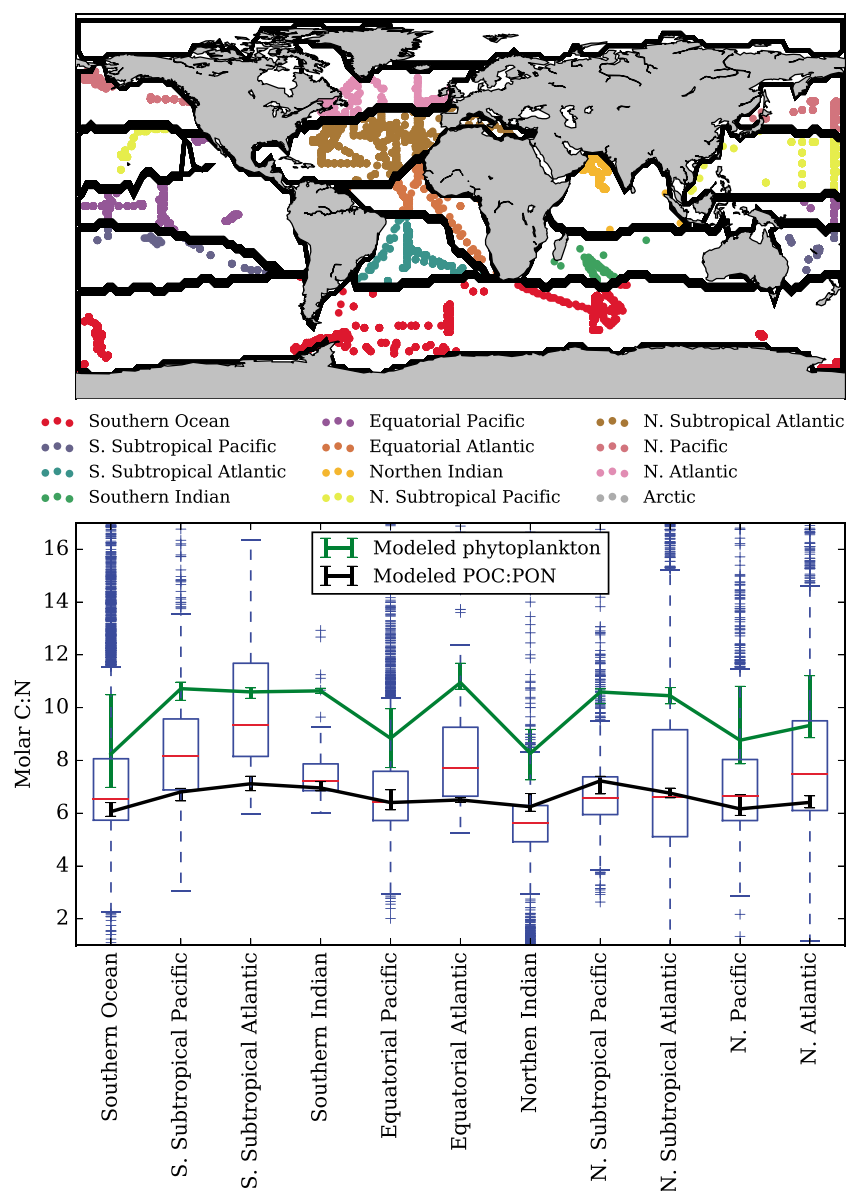 Southern Ocean
S. Subtropical Pacific
S. Subtropical Atlantic
Southern Indian
Equatorial Pacific
Equatorial Atlantic
Northen Indian
N. Subtropical Pacific
N. Subtropical Atlantic
N. Pacific
N. Atlantic
Arctic
Modeled phytoplankton
Modeled POC:PON
Molar C:N
16
14
12
10
8
6
4
2
Southern Ocean
S. Subtropical Pacific
S. Subtropical Atlantic
Southern Indian
Equatorial Pacific
Equatorial Atlantic
Northen Indian
N. Subtropical Pacific
N. Subtropical Atlantic
N. Pacific
N. Atlantic